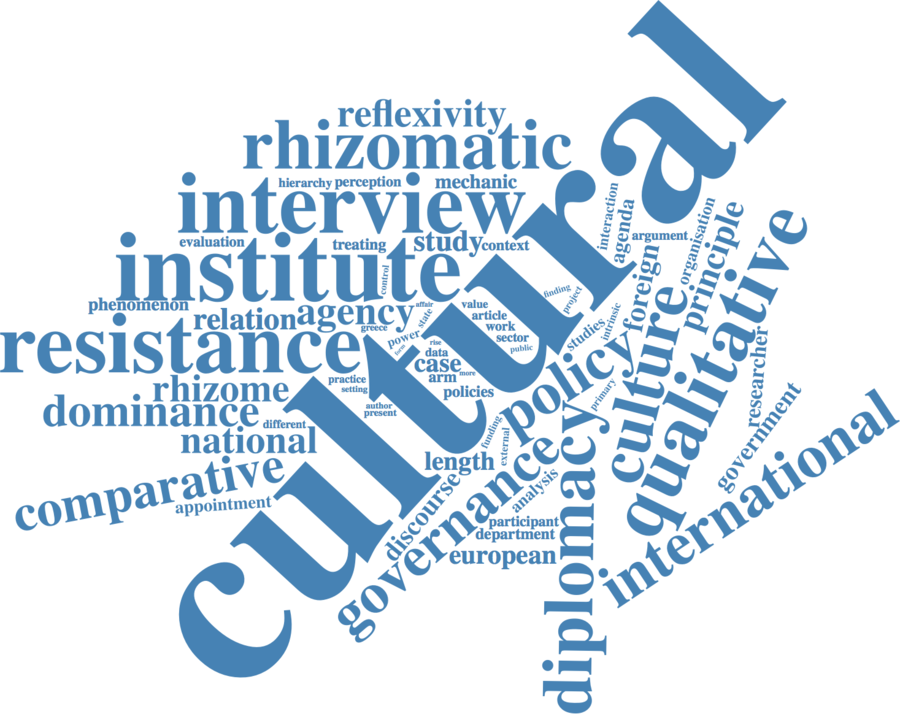 cultural
reflexivity
rhizomatic
hierarchy
perception
mechanic
interview
evaluation
treating
study
context
institute
control
phenomenon
relation
agency
affair
state
greece
resistance
power
form
rise
data
case
more
arm
policies
value
article
work
sector
public
finding
project
practice
setting
rhizome
author
present
dominance
different
national
comparative
appointment
length
funding
external
interaction
agenda
argument
organisation
principle
foreign
intrinsic
studies
policy
primary
culture
qualitative
researcher
government
international
diplomacy
governance
discourse
analysis
participant
department
european